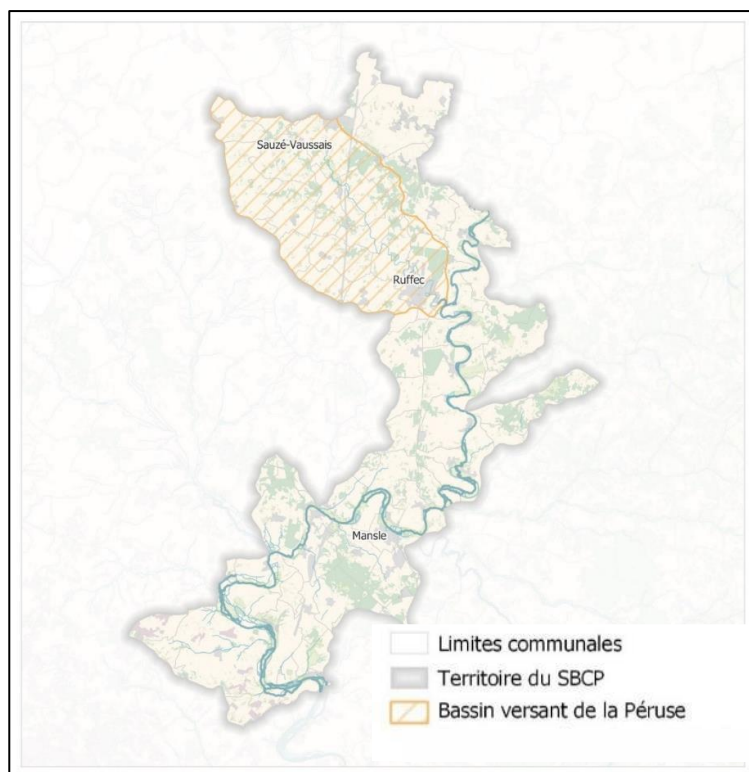 Sauzé-Vaussais
Ruffec
Mansle
Limites communales
Territoire du SBCP
Bassin versant de la Péruse